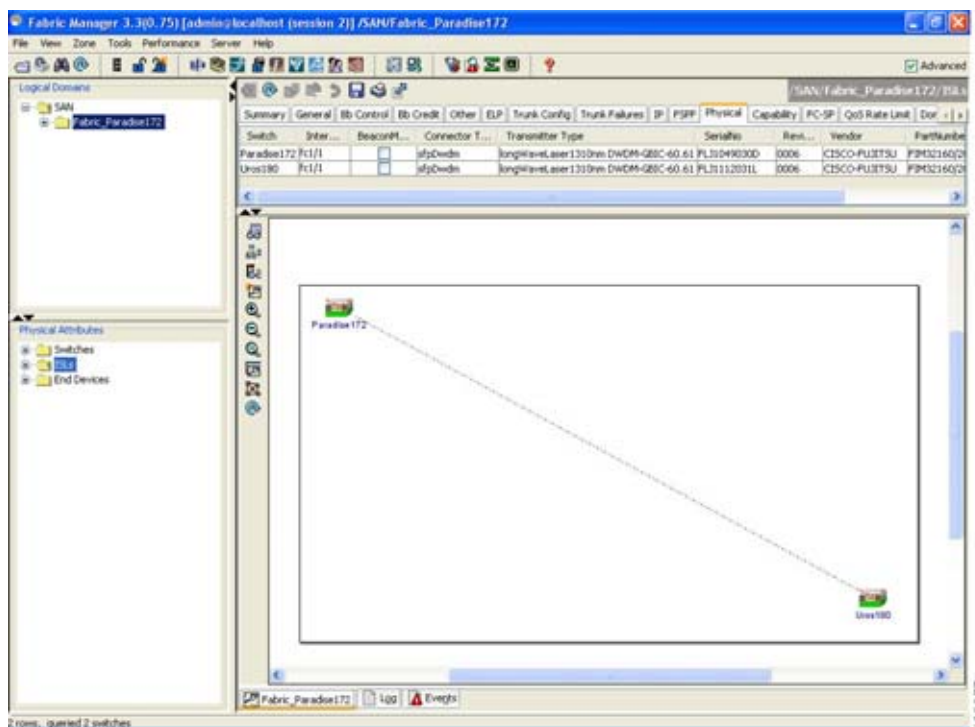 Fabric Manager 3.3(0.75) [admin@localhost (session 2)] /SAN/Fabric_Paradise172
File View Zone Tools Performance Server Help
Advanced
Logical Domains
/SAN/Fabric_Paradise172/ISLs
SAN
Fabric_Paradise172
Summary General Bb Control Bb Credit Other ELP Trunk Config Trunk Failures IP FSPF Physical Capability FC-SP QoS Rate Limit Dor
Switch Inter... BeaconM... Connector T... Transmitter Type SerialNo Revi... Vendor PartNumbe
Paradise172 fc1/1 sfpDwdm longWaveLaser1310nm DWDM-GBIC-60.61 0006 CISCO-FUJITSU
Uros180 fc1/1 sfpDwdm longWaveLaser1310nm DWDM-GBIC-60.61 0006 CISCO-FUJITSU
Physical Attributes
Switches
ISLs
End Devices
Paradise172
Uros180
Fabric_Paradise172 Log Events
2 rows, queried 2 switches